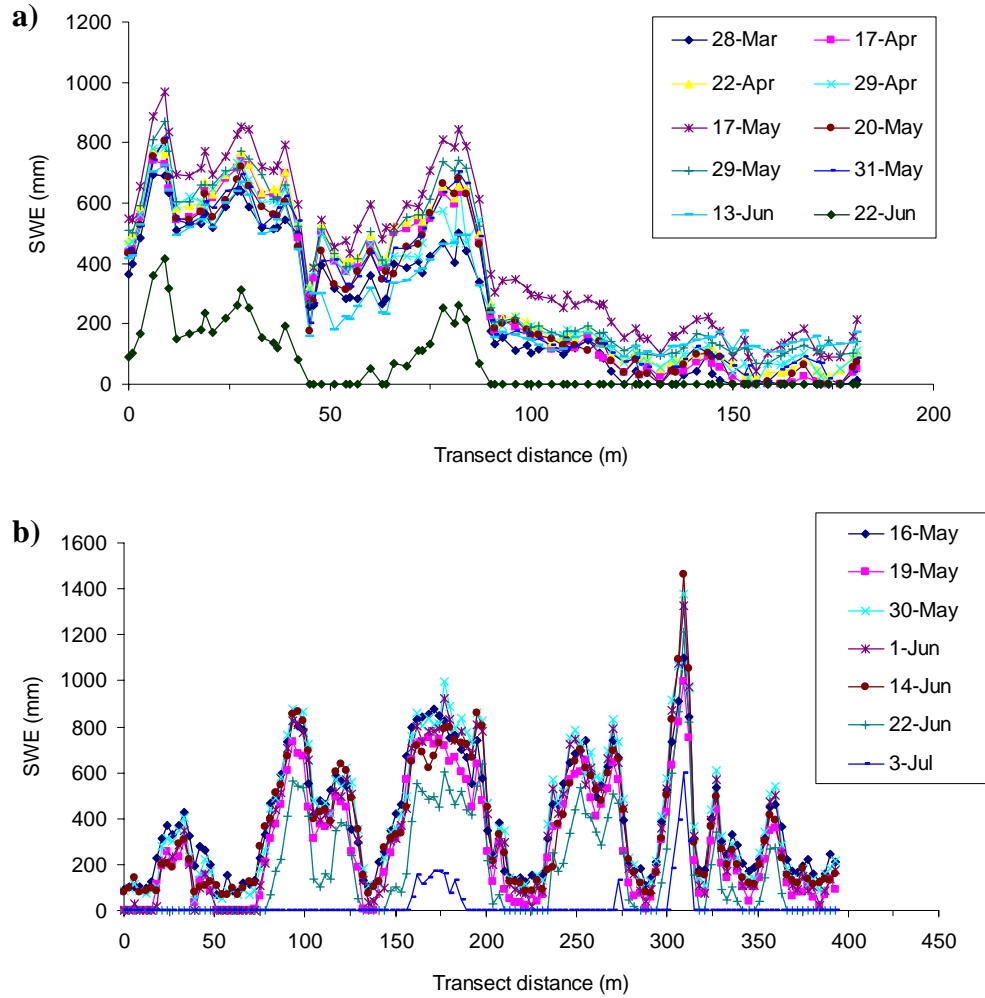 a)
1200
1000
800
600
400
200
0
SWE (mm)
0 50 100 150 200
Transect distance (m)
28-Mar 17-Apr
22-Apr 29-Apr
17-May 20-May
29-May 31-May
13-Jun 22-Jun
b)
1600
1400
1200
1000
800
600
400
200
0
SWE (mm)
0 50 100 150 200 250 300 350 400 450
Transect distance (m)
16-May
19-May
30-May
1-Jun
14-Jun
22-Jun
3-Jul